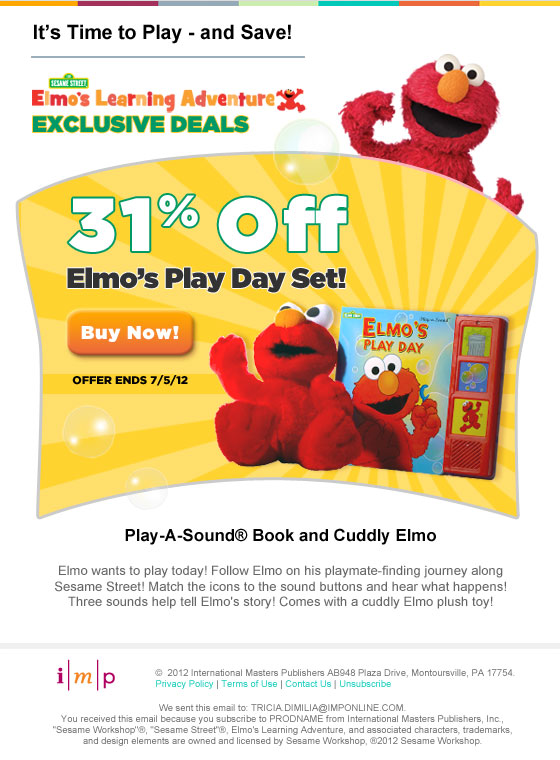 It's Time to Play - and Save!
SESAME STREET
Elmo's Learning Adventure
EXCLUSIVE DEALS
31% Off
Elmo's Play Day Set!
Buy Now!
OFFER ENDS 7/5/12
Play-a-Sound
ELMO'S
PLAY DAY
Play-A-Sound® Book and Cuddly Elmo
Elmo wants to play today! Follow Elmo on his playmate-finding journey along
Sesame Street! Match the icons to the sound buttons and hear what happens!
Three sounds help tell Elmo's story! Comes with a cuddly Elmo plush toy!
i|m|p
© 2012 International Masters Publishers AB948 Plaza Drive, Montoursville, PA 17754.
Privacy Policy | Terms of Use | Contact Us | Unsubscribe
We sent this email to: TRICIA.DIMILIA@IMPONLINE.COM.
You received this email because you subscribe to PRODNAME from International Masters Publishers, Inc.,
"Sesame Workshop"®, "Sesame Street"®, Elmo's Learning Adventure, and associated characters, trademarks,
and design elements are owned and licensed by Sesame Workshop, ®2012 Sesame Workshop.